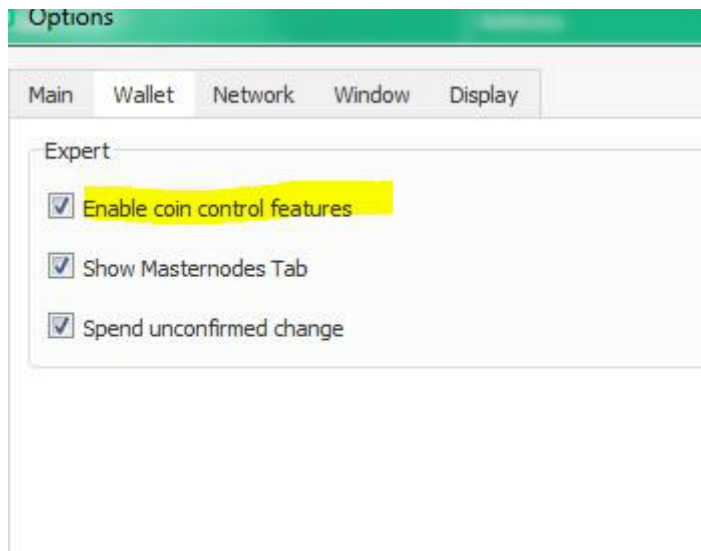 Options
Main Wallet Network Window Display
Expert
Enable coin control features
Show Masternodes Tab
Spend unconfirmed change